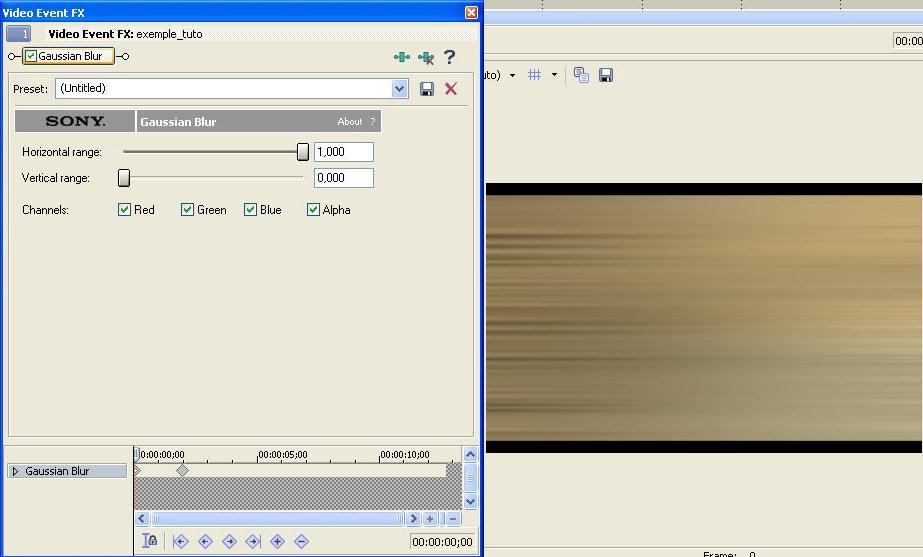 Video Event FX
1 Video Event FX: exemple_tuto
00:00
Gaussian Blur
uto)
Preset: (Untitled)
SONY. Gaussian Blur About ?
Horizontal range: 1,000
Vertical range: 0,000
Channels: Red Green Blue Alpha
0:00:00;00 00:00:05;00 00:00:10;00
Gaussian Blur
00:00:00;00
Frame: 0